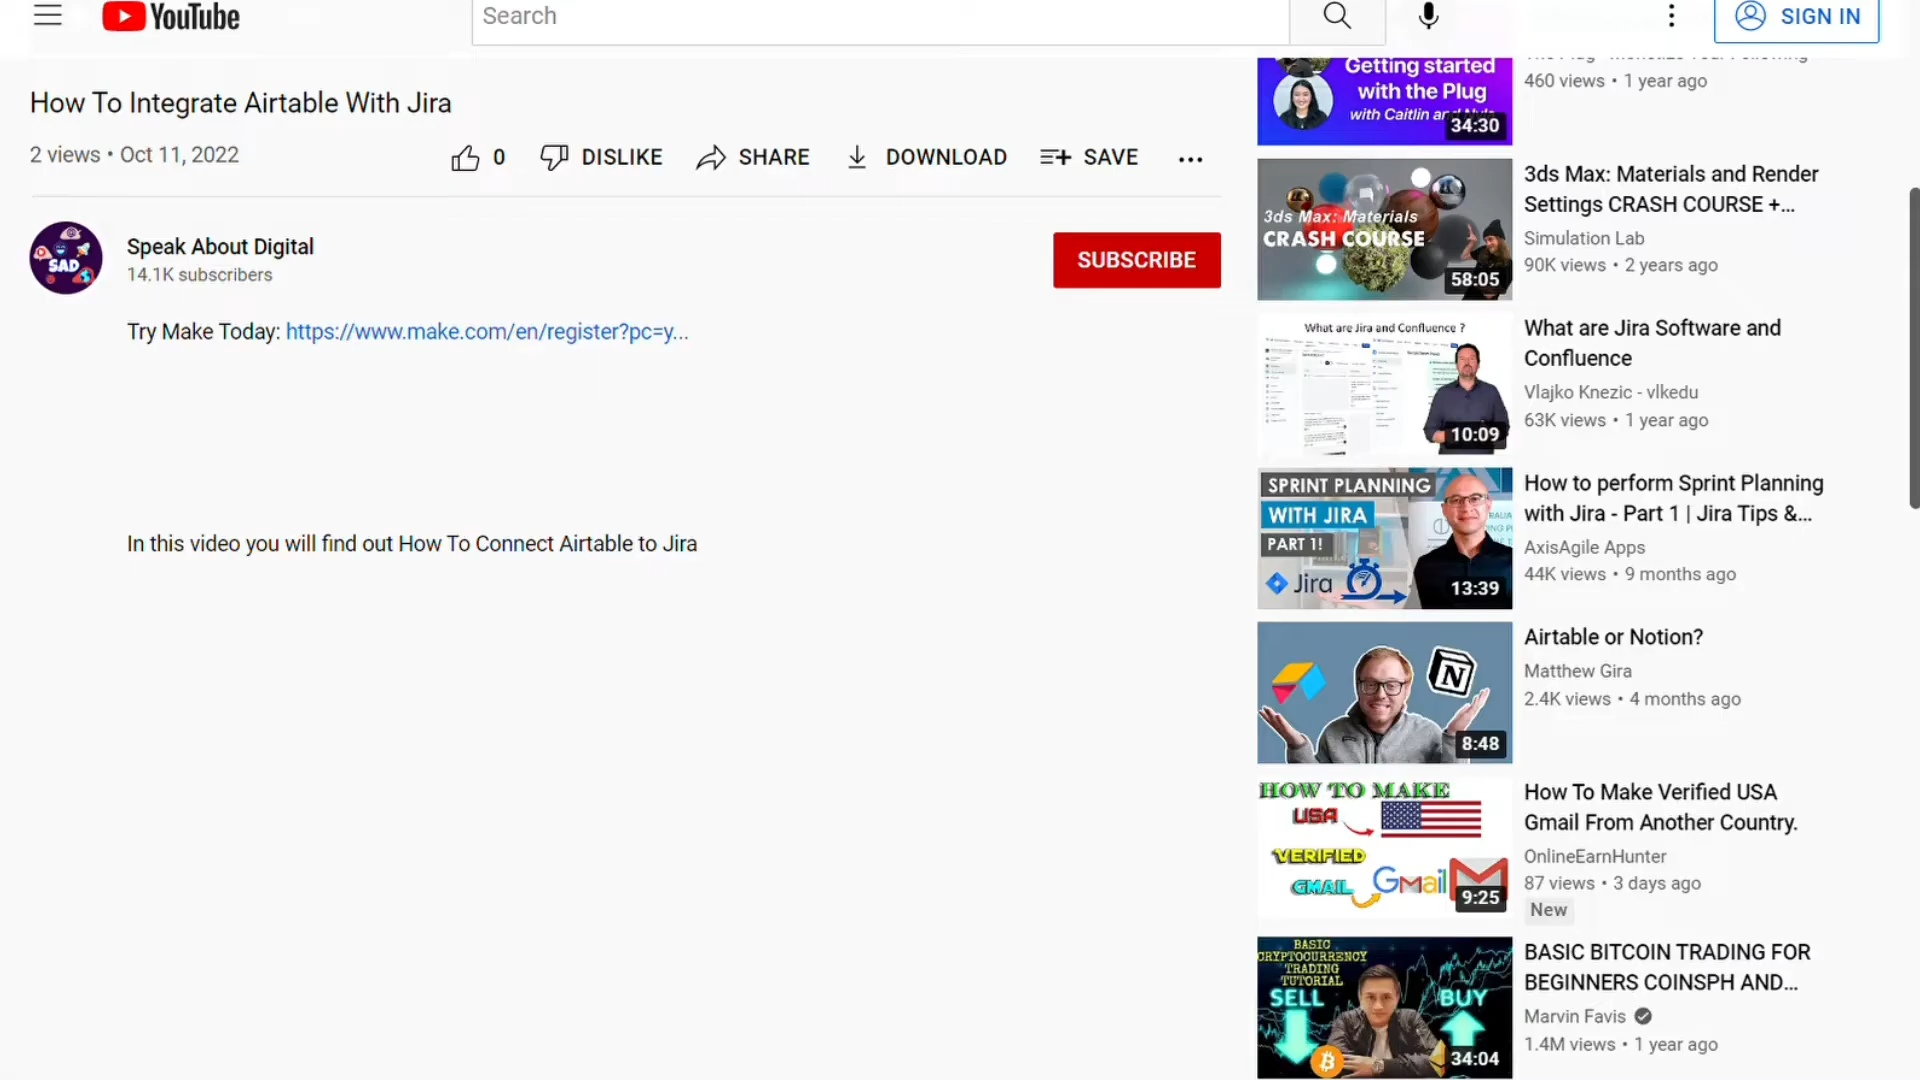 YouTube
Search
SIGN IN
How To Integrate Airtable With Jira
2 views • Oct 11, 2022
0
DISLIKE
SHARE
DOWNLOAD
SAVE
SAD
Speak About Digital
14.1K subscribers
SUBSCRIBE
Try Make Today: https://www.make.com/en/register?pc=y...
In this video you will find out How To Connect Airtable to Jira
Getting started
with the Plug
with Caitlin and
34:30
460 views • 1 year ago
3ds Max: Materials
CRASH COURSE
58:05
3ds Max: Materials and Render
Settings CRASH COURSE +...
Simulation Lab
90K views • 2 years ago
What are Jira and Confluence ?
10:09
What are Jira Software and
Confluence
Vlajko Knezic - vlkedu
63K views • 1 year ago
SPRINT PLANNING
WITH JIRA
PART 1!
Jira
13:39
How to perform Sprint Planning
with Jira - Part 1 | Jira Tips &...
AxisAgile Apps
44K views • 9 months ago
N
8:48
Airtable or Notion?
Matthew Gira
2.4K views • 4 months ago
HOW TO MAKE
USA
VERIFIED
GMAIL
Gmail
9:25
How To Make Verified USA
Gmail From Another Country.
OnlineEarnHunter
87 views • 3 days ago
New
BASIC
CRYPTOCURRENCY
TRADING
TUTORIAL
SELL
BUY
34:04
BASIC BITCOIN TRADING FOR
BEGINNERS COINSPH AND...
Marvin Favis
1.4M views • 1 year ago